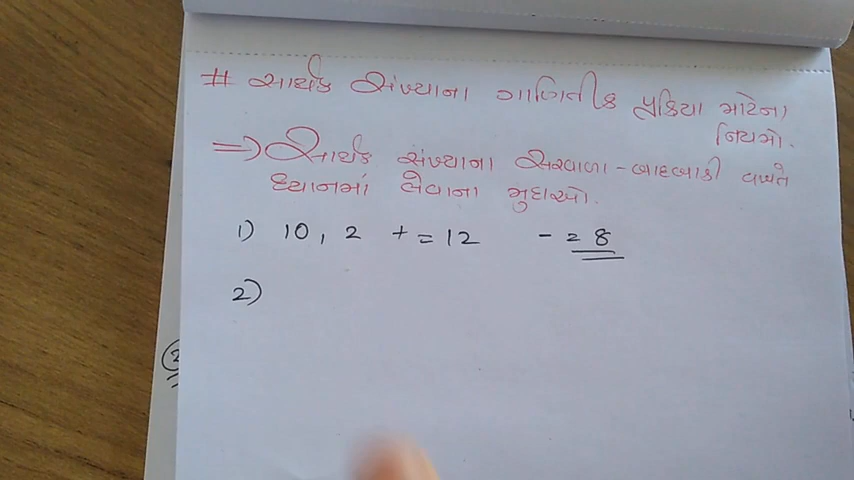 # સાર્થક સંખ્યાના ગાણિતીક પ્રક્રિયા માટેના
નિયમો.
=> સાર્થક સંખ્યાના સરવાળા - બાદબાકી વખતે
ધ્યાનમાં લેવાના મુદ્દાઓ.
1) 10, 2 + = 12 - = 8
2)